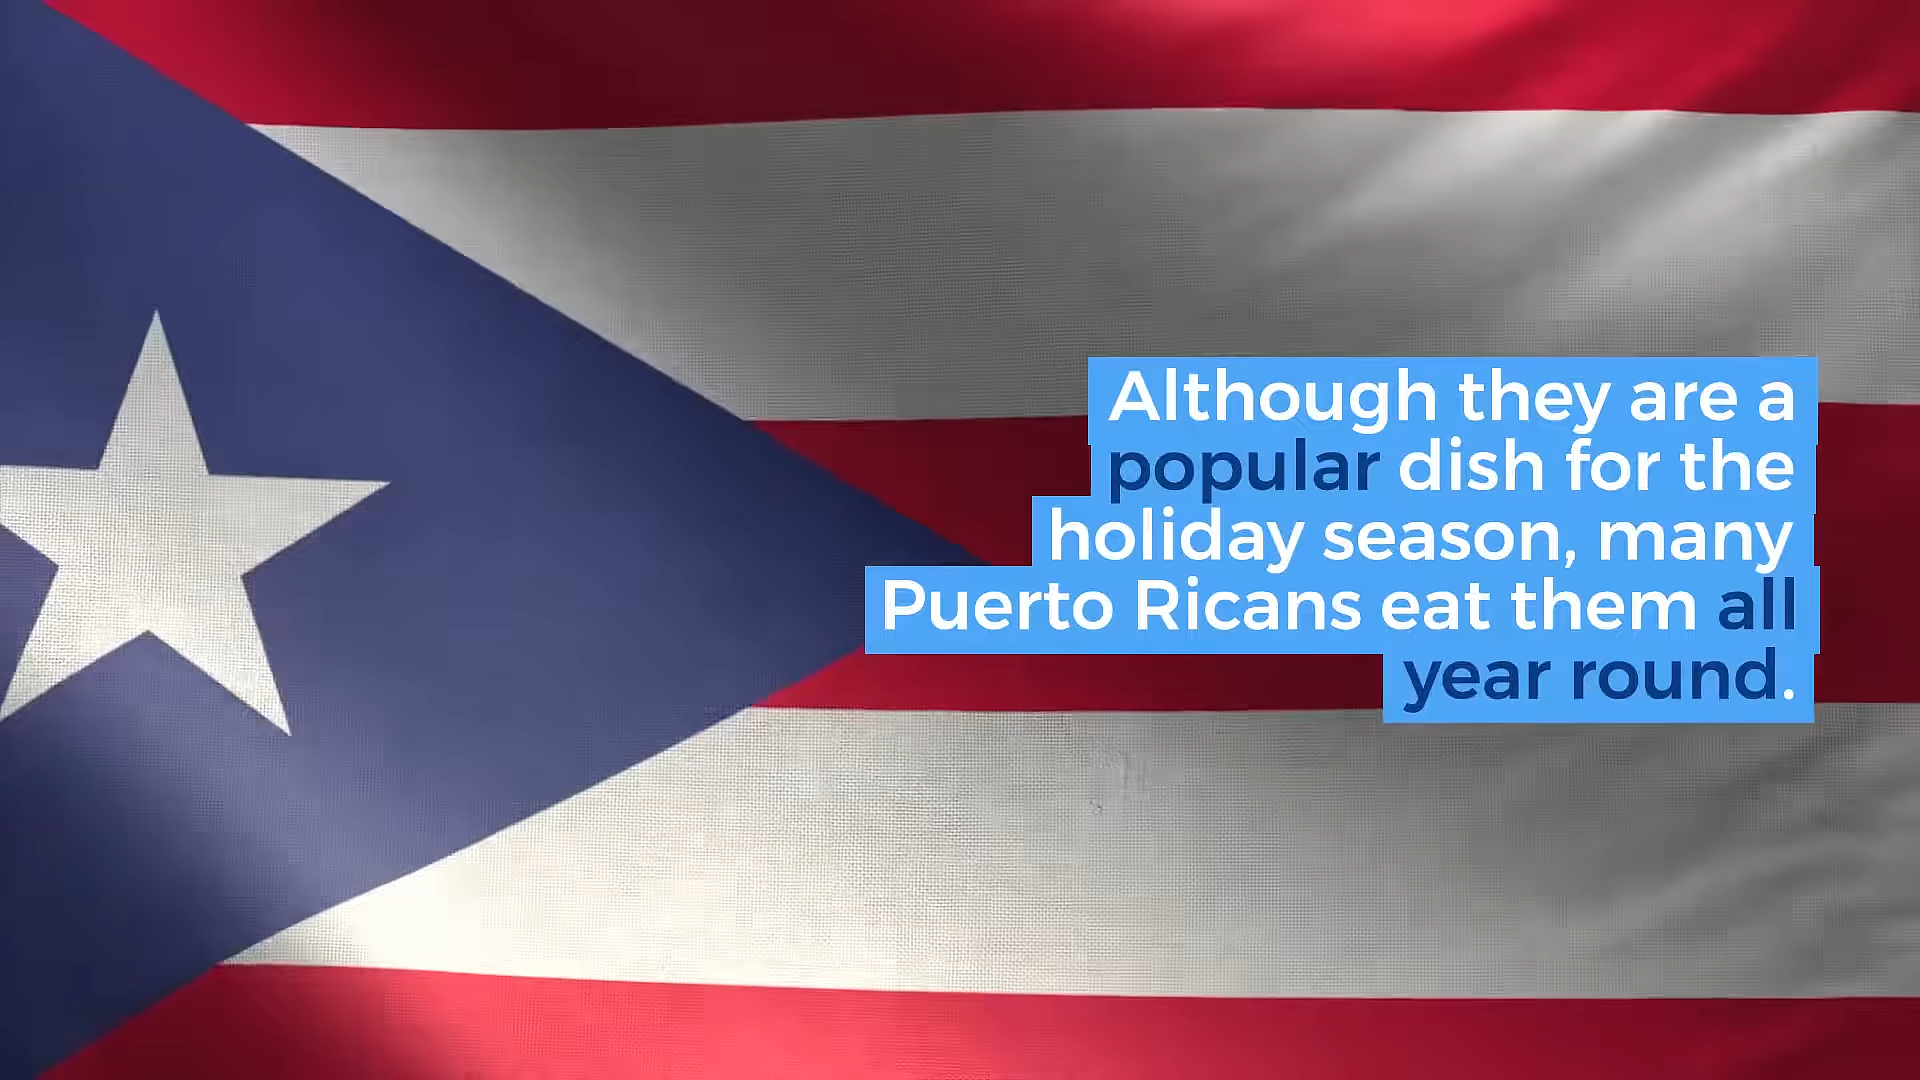 Although they are a
popular dish for the
holiday season, many
Puerto Ricans eat them all
year round.